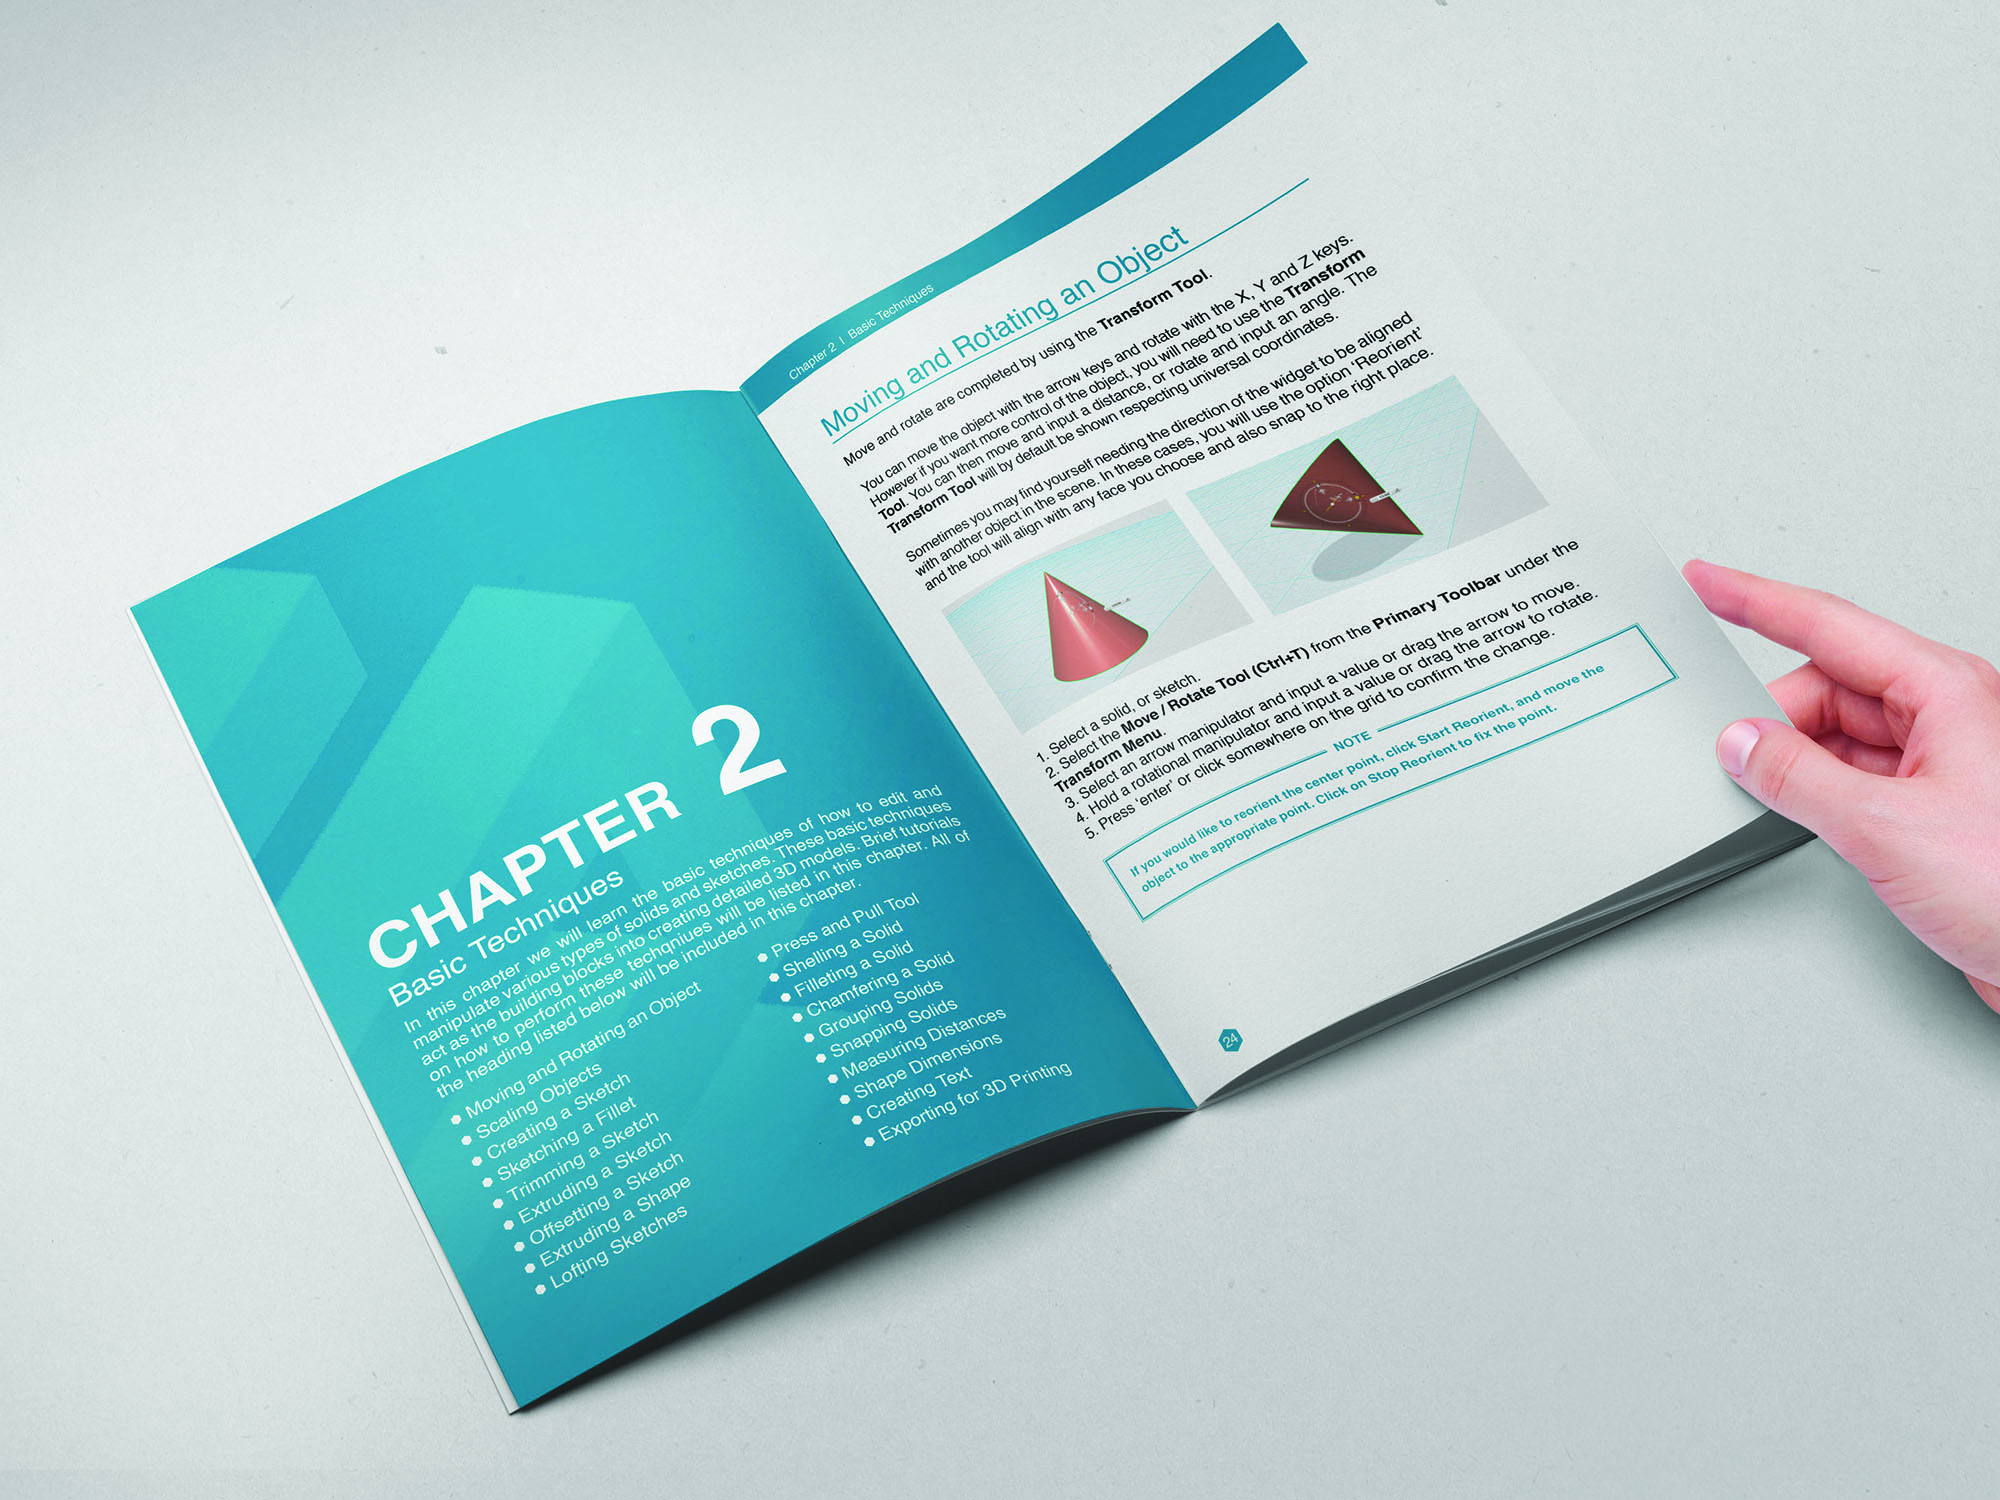 CHAPTER 2
Basic Techniques
In this chapter we will learn the basic techniques of how to edit and
manipulate various types of solids and sketches. These basic techniques
act as the building blocks into creating detailed 3D models. Brief tutorials
on how to perform these techqniues will be listed in this chapter. All of
the heading listed below will be included in this chapter.
Moving and Rotating an Object
Scaling Objects
Creating a Sketch
Sketching a Fillet
Trimming a Sketch
Extruding a Sketch
Offsetting a Sketch
Extruding a Shape
Lofting Sketches
Press and Pull Tool
Shelling a Solid
Filleting a Solid
Chamfering a Solid
Grouping Solids
Snapping Solids
Measuring Distances
Shape Dimensions
Creating Text
Exporting for 3D Printing
Chapter 2 | Basic Techniques
Moving and Rotating an Object
Move and rotate are completed by using the Transform Tool.
You can move the object with the arrow keys and rotate with the X, Y and Z keys.
However if you want more control of the object, you will need to use the Transform
Tool. You can then move and input a distance, or rotate and input an angle. The
Transform Tool will by default be shown respecting universal coordinates.
Sometimes you may find yourself needing the direction of the widget to be aligned
with another object in the scene. In these cases, you will use the option ‘Reorient’
and the tool will align with any face you choose and also snap to the right place.
1. Select a solid, or sketch.
2. Select the Move / Rotate Tool (Ctrl+T) from the Primary Toolbar under the
Transform Menu.
3. Select an arrow manipulator and input a value or drag the arrow to move.
4. Hold a rotational manipulator and input a value or drag the arrow to rotate.
5. Press ‘enter’ or click somewhere on the grid to confirm the change.
NOTE
If you would like to reorient the center point, click Start Reorient, and move the
object to the appropriate point. Click on Stop Reorient to fix the point.
24